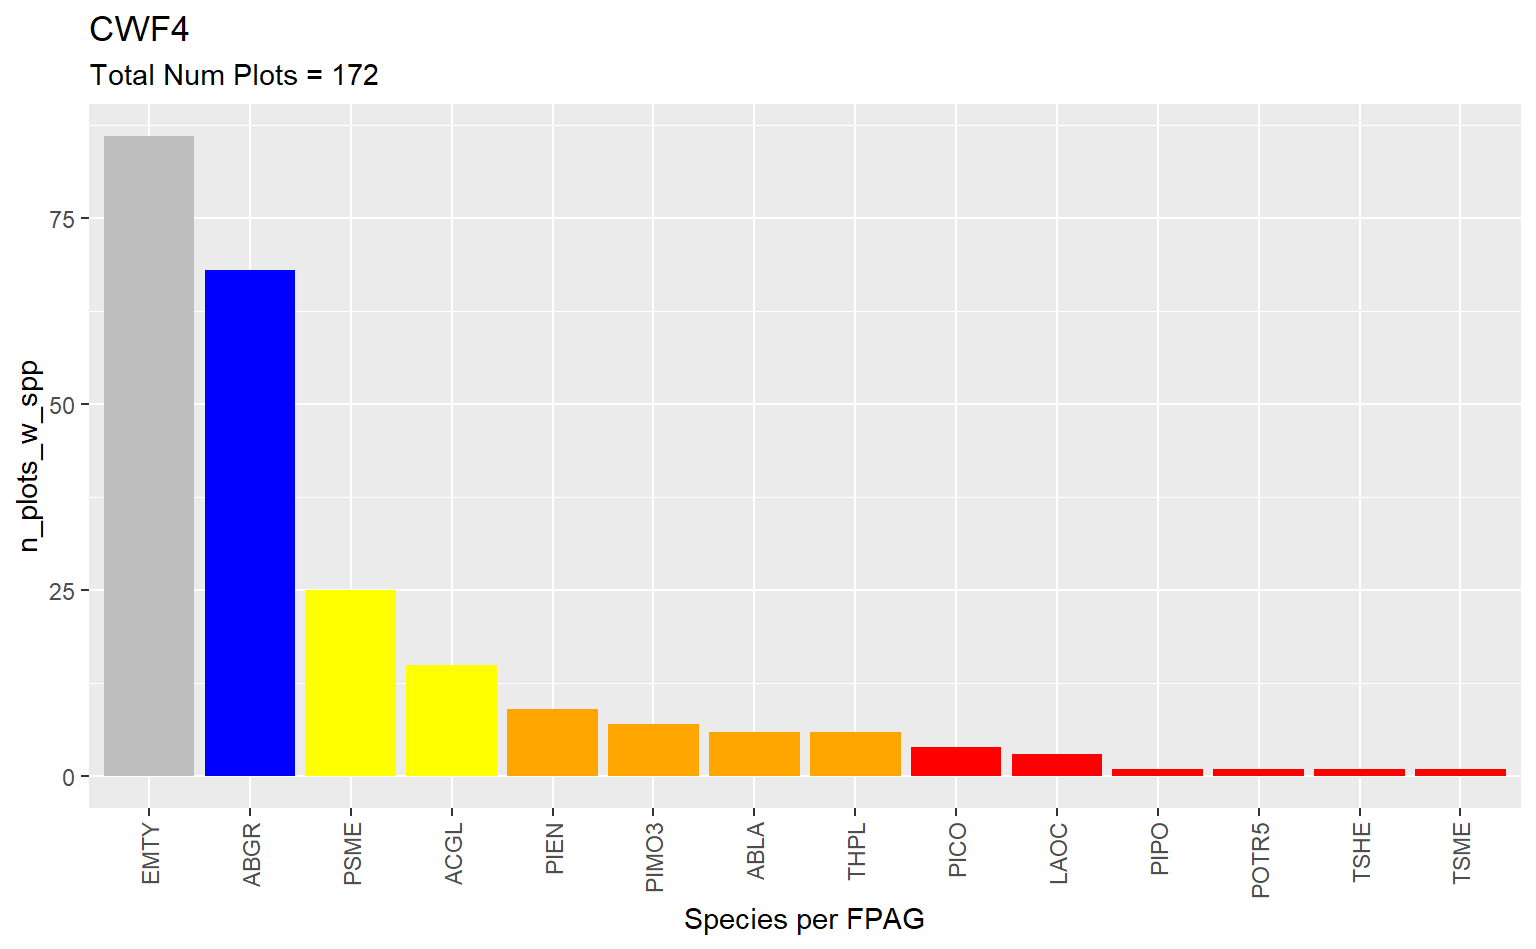 CWF4
Total Num Plots = 172
n_plots_w_spp
75
50
25
0
EMTY
ABGR
PSME
ACGL
PIEN
PIMO3
ABLA
THPL
PICO
LAOC
PIPO
POTR5
TSHE
TSME
Species per FPAG